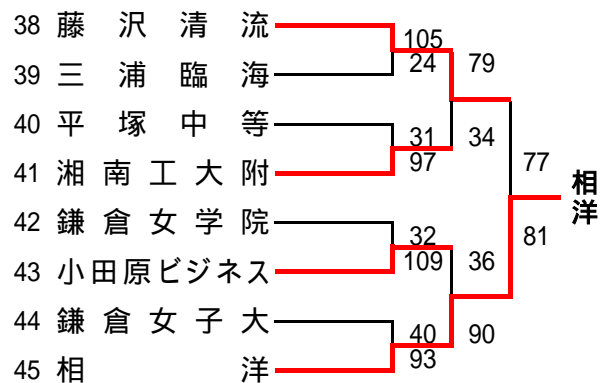 38 藤沢清流
105
24
79
39 三浦臨海
40 平塚中等
31
97
34
41 湘南工大附
77
相洋
81
42 鎌倉女学院
32
109
36
43 小田原ビジネス
44 鎌倉女子大
40
93
90
45 相洋